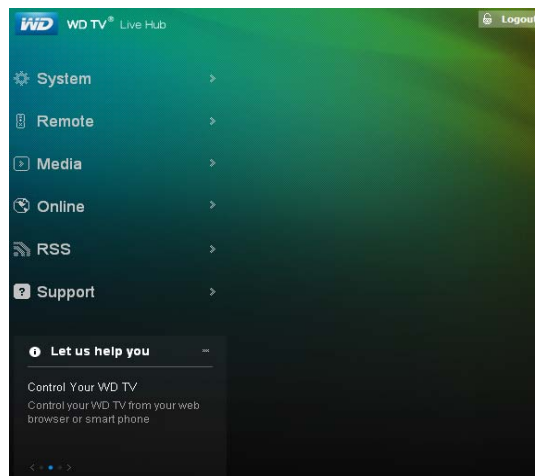 WD WD TV® Live Hub
Logout
System
Remote
Media
Online
RSS
Support
Let us help you
Control Your WD TV
Control your WD TV from your web
browser or smart phone